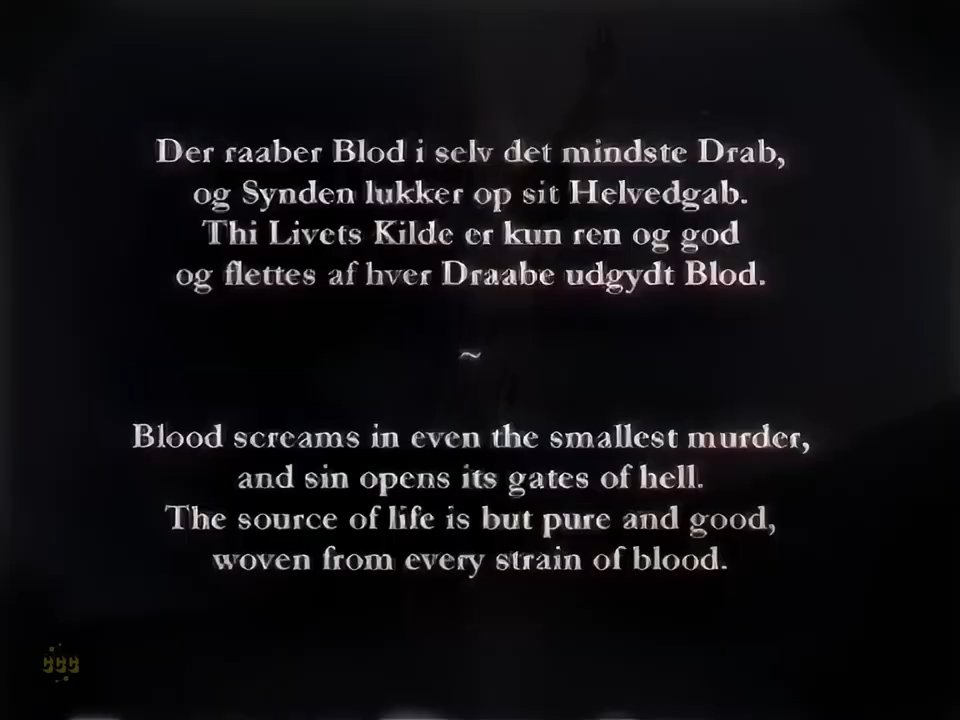 Der raaber Blod i selv det mindste Drab,
og Synden lukker op sit Helvedgab.
Thi Livets Kilde er kun ren og god
og flettes af hver Draabe udgydt Blod.
~
Blood screams in even the smallest murder,
and sin opens its gates of hell.
The source of life is but pure and good,
woven from every strain of blood.
CCC